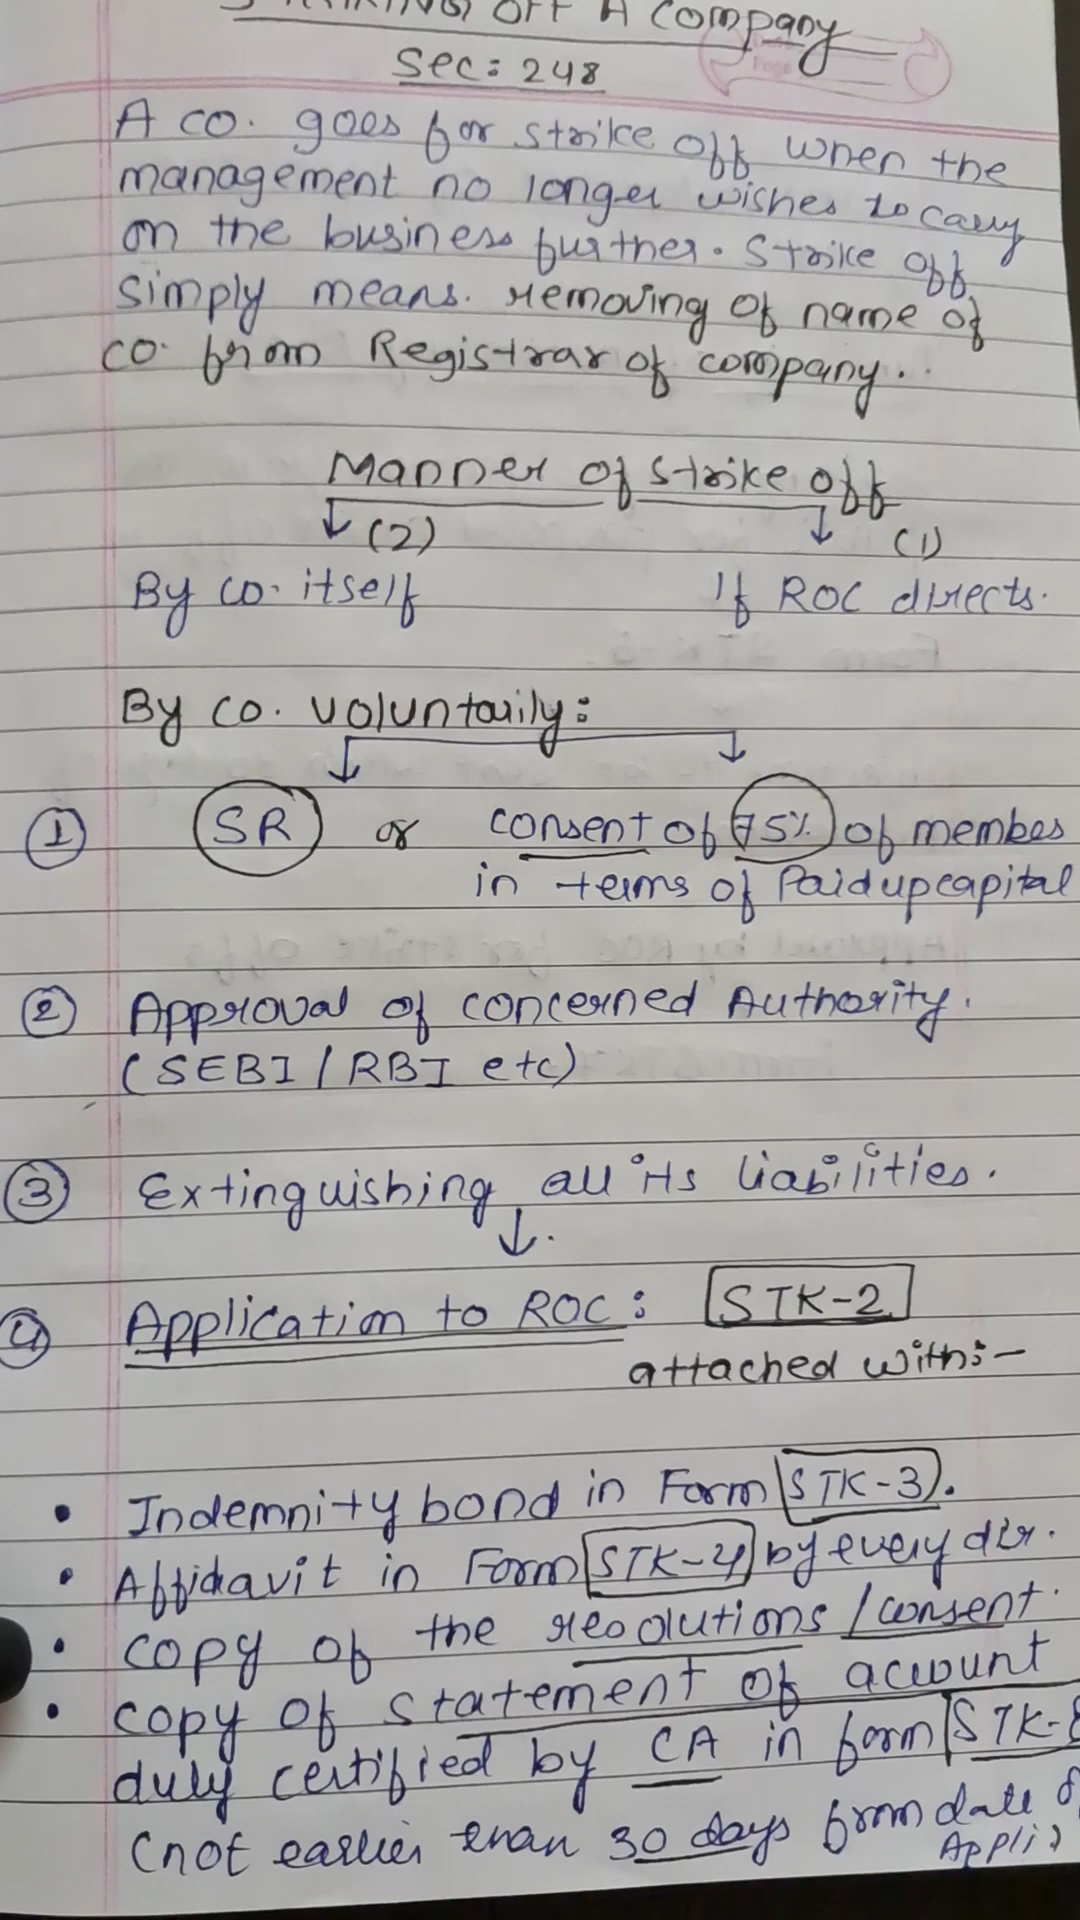 STRIKING OFF A Company
Sec: 248
A co. goes for strike off when the
management no longer wishes to carry
on the business further. Strike off
simply means. removing of name of
co. from Registrar of company..
Manner of strike off
(2) (1)
By co. itself If ROC directs.
By co. voluntarily:
① SR or consent of 75% of membes
in terms of Paidupcapital
② Approval of concerned Authority.
(SEBI / RBI etc)
③ Extinguishing all its liabilities.
④ Application to ROC: STK-2
attached with:-
• Indemnity bond in Form STK-3.
• Affidavit in Form STK-4 by every dir.
• copy of the resolutions / consent.
• copy of statement of account
duly certified by CA in form STK-8
(not earlier than 30 days from date of
Appli